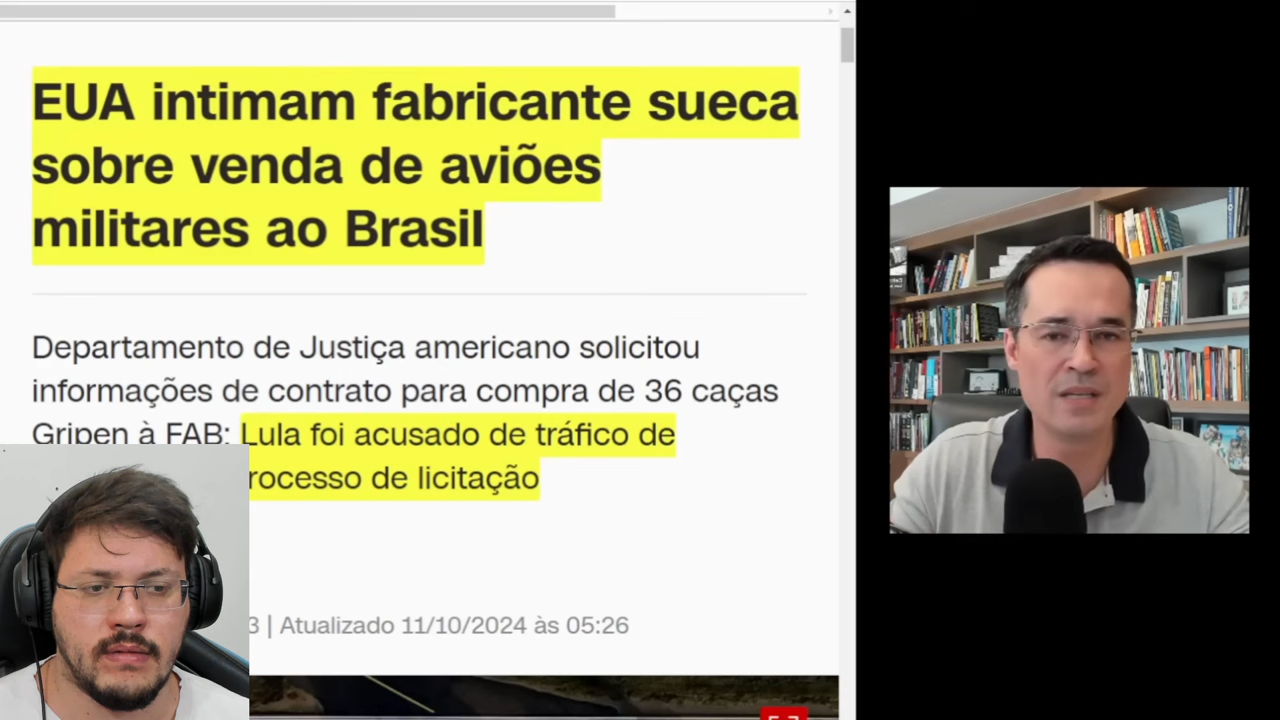 EUA intimam fabricante sueca
sobre venda de aviões
militares ao Brasil
Departamento de Justiça americano solicitou
informações de contrato para compra de 36 caças
Gripen à FAB; Lula foi acusado de tráfico de
rocesso de licitação
3 | Atualizado 11/10/2024 às 05:26